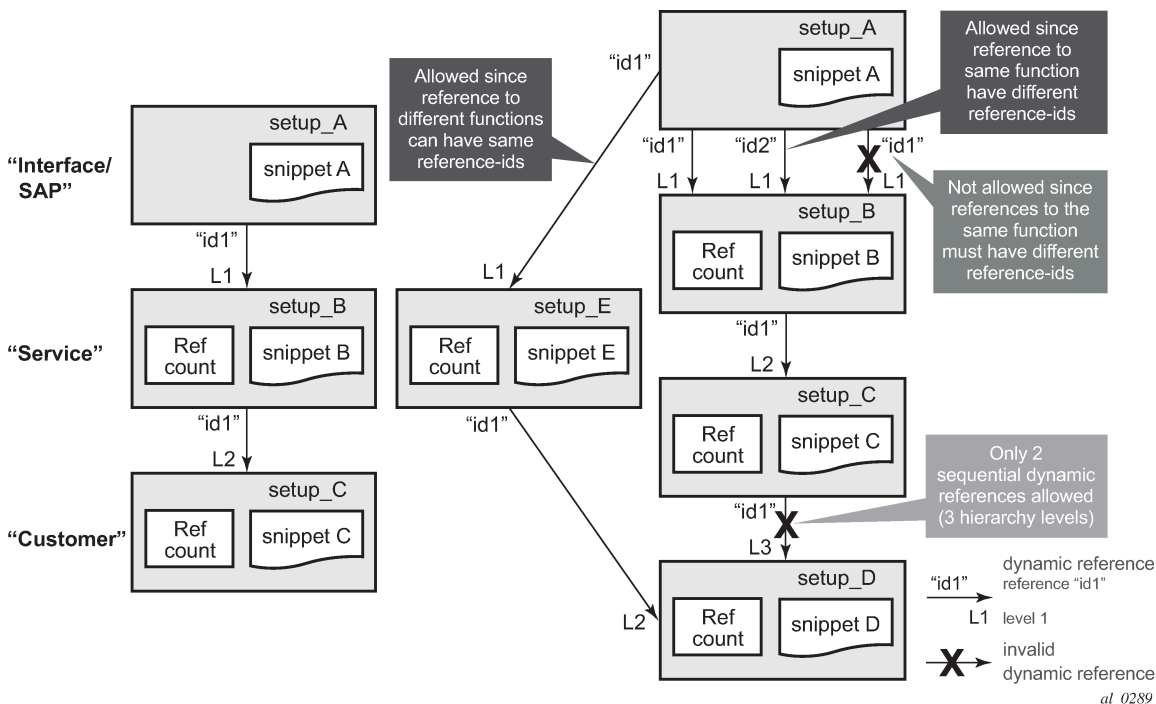 “Interface/
SAP”
“Service”
“Customer”
setup_A
snippet A
“id1”
L1
setup_B
Ref
count
snippet B
“id1”
L2
setup_C
Ref
count
snippet C
Allowed since
reference to
different functions
can have same
reference-ids
“id1”
L1
setup_E
Ref
count
snippet E
“id1”
L2
setup_A
snippet A
Allowed since
reference to
same function
have different
reference-ids
“id1”
L1
“id2”
L1
“id1”
L1
Not allowed since
references to the
same function
must have different
reference-ids
setup_B
Ref
count
snippet B
“id1”
L2
setup_C
Ref
count
snippet C
Only 2
sequential dynamic
references allowed
(3 hierarchy levels)
“id1”
L3
setup_D
Ref
count
snippet D
“id1”
dynamic reference
reference “id1”
L1 level 1
invalid
dynamic reference
al_0289